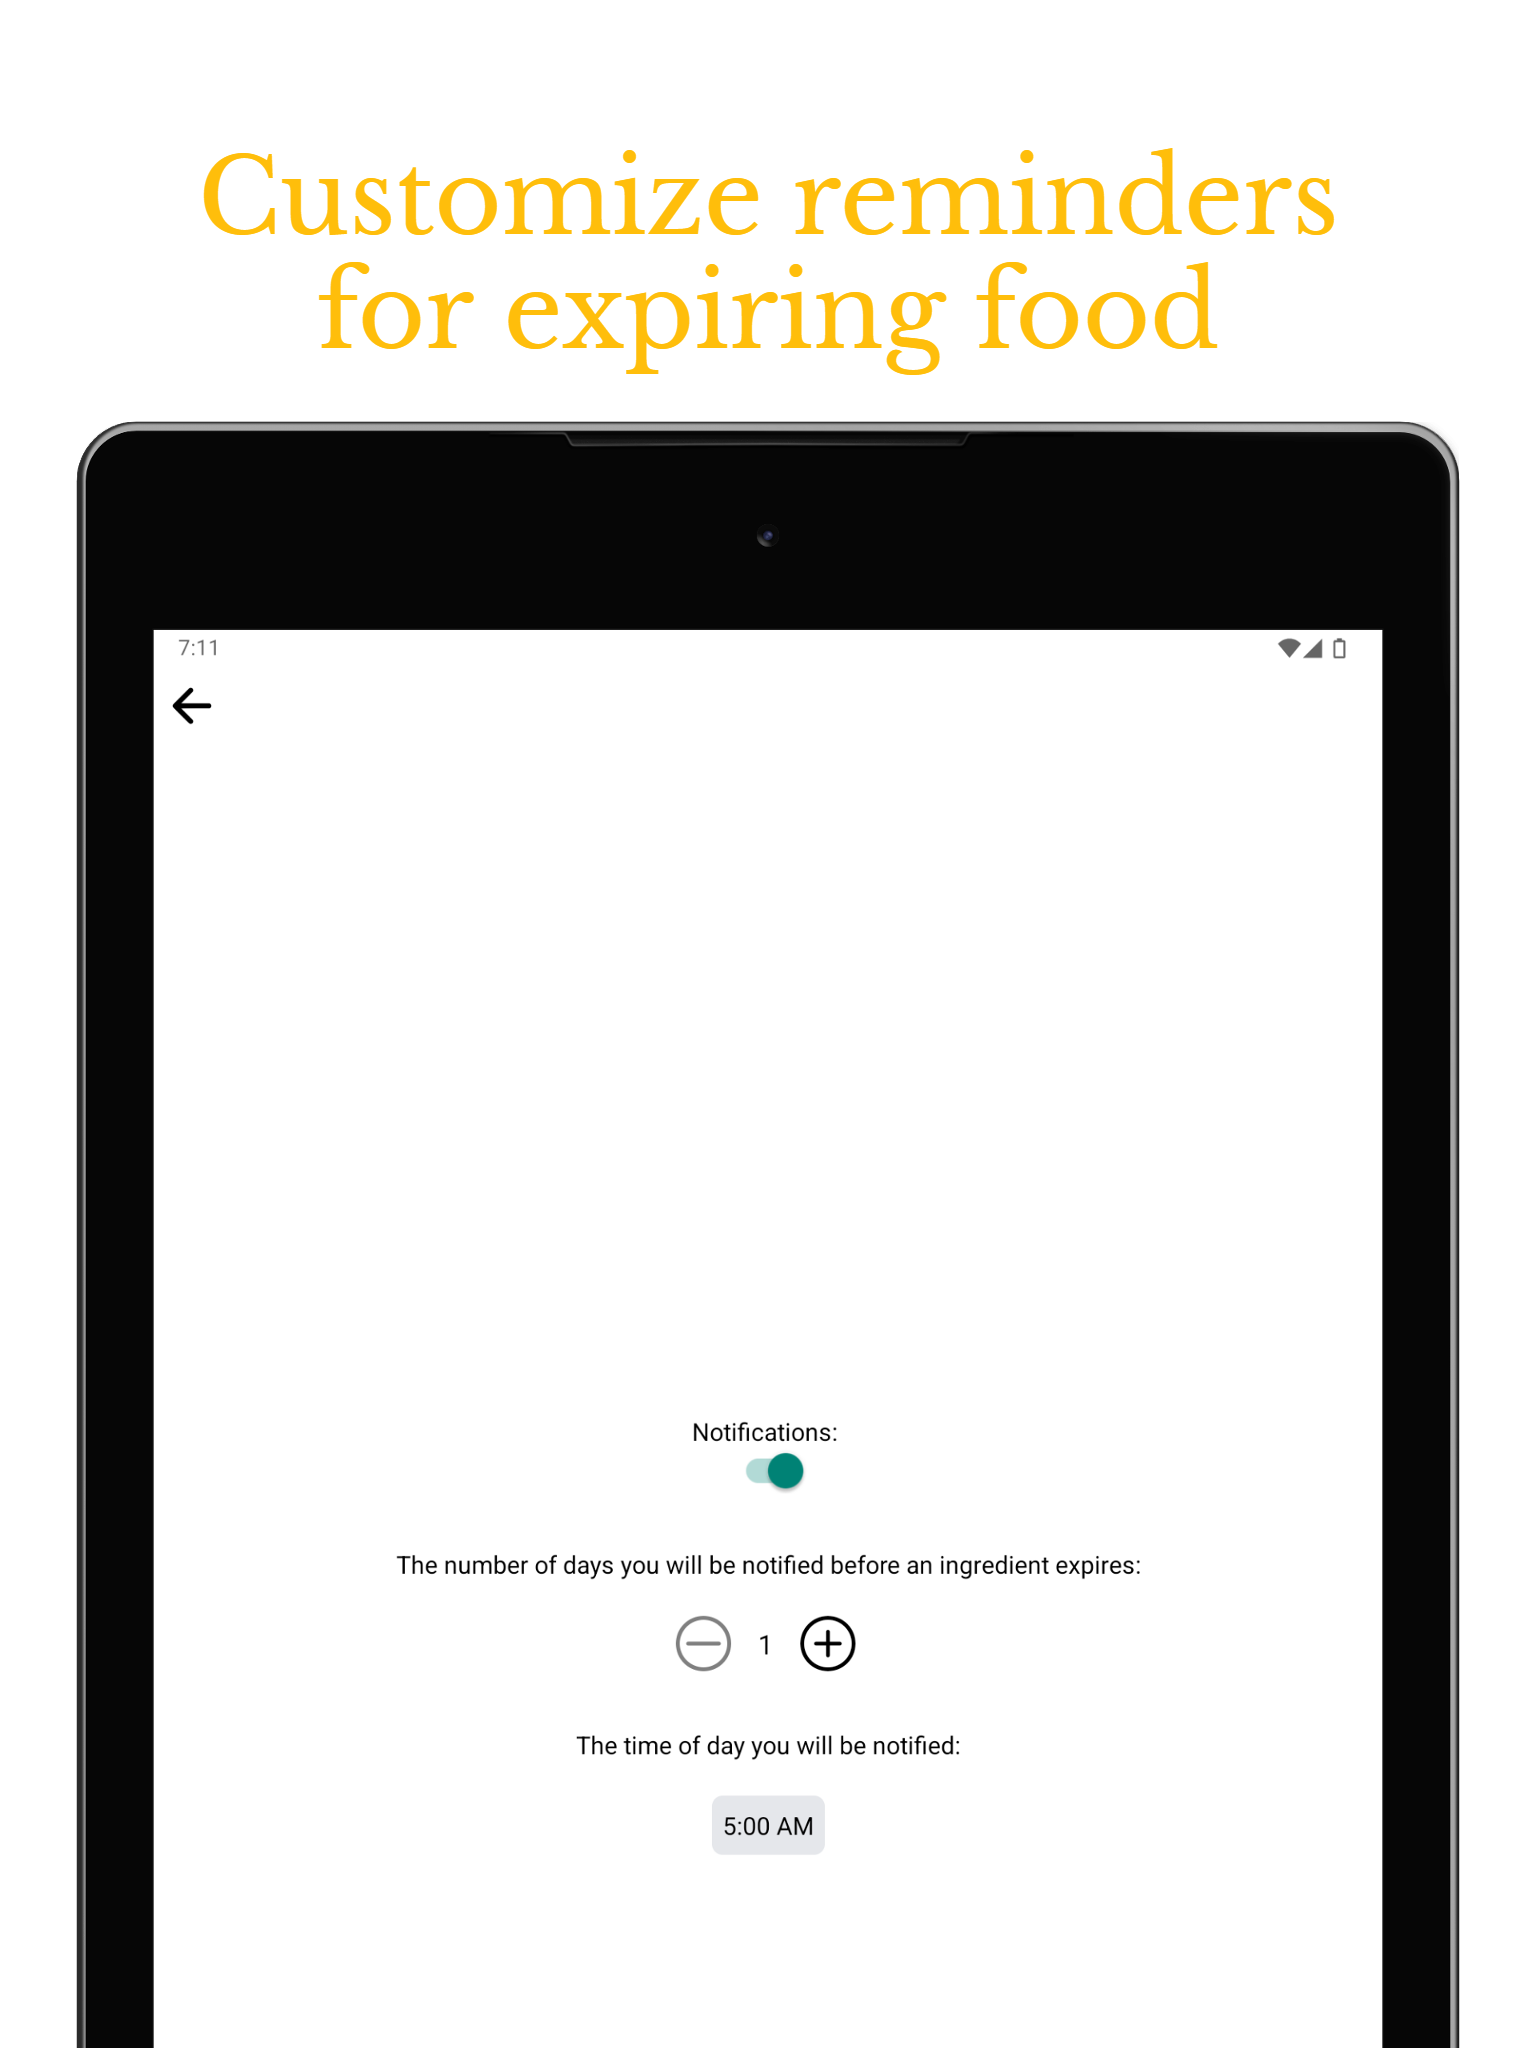 Customize reminders
for expiring food
7:11
Notifications:
The number of days you will be notified before an ingredient expires:
1
The time of day you will be notified:
5:00 AM